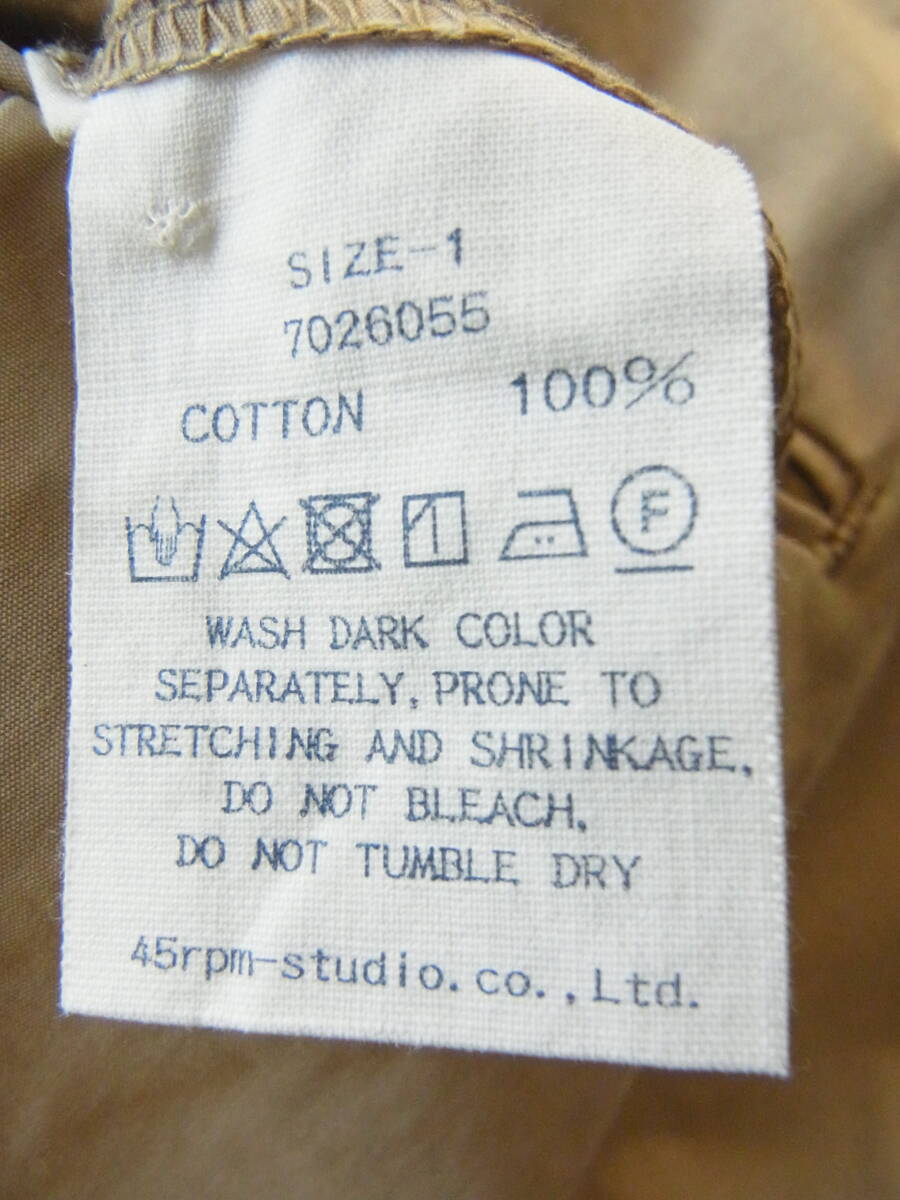 SIZE-1
7026055
COTTON 100%
F
WASH DARK COLOR
SEPARATELY, PRONE TO
STRETCHING AND SHRINKAGE.
DO NOT BLEACH.
DO NOT TUMBLE DRY
45rpm-studio.co.,Ltd.